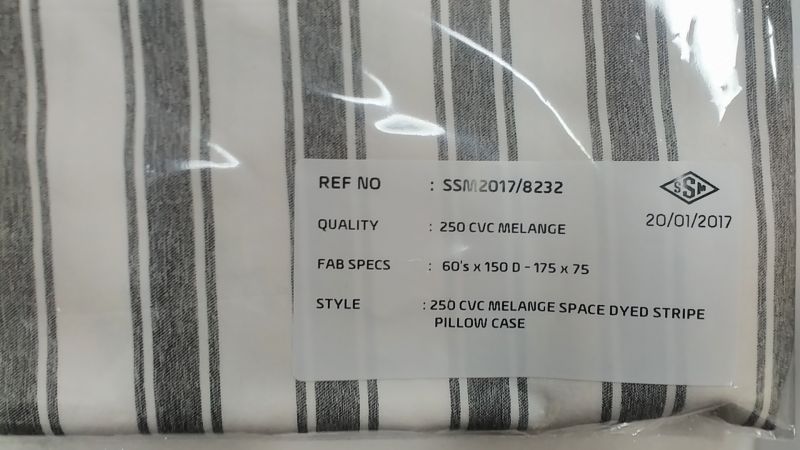 REF NO : SSM2017/8232
SSM
20/01/2017
QUALITY : 250 CVC MELANGE
FAB SPECS : 60's x 150 D - 175 x 75
STYLE : 250 CVC MELANGE SPACE DYED STRIPE
PILLOW CASE